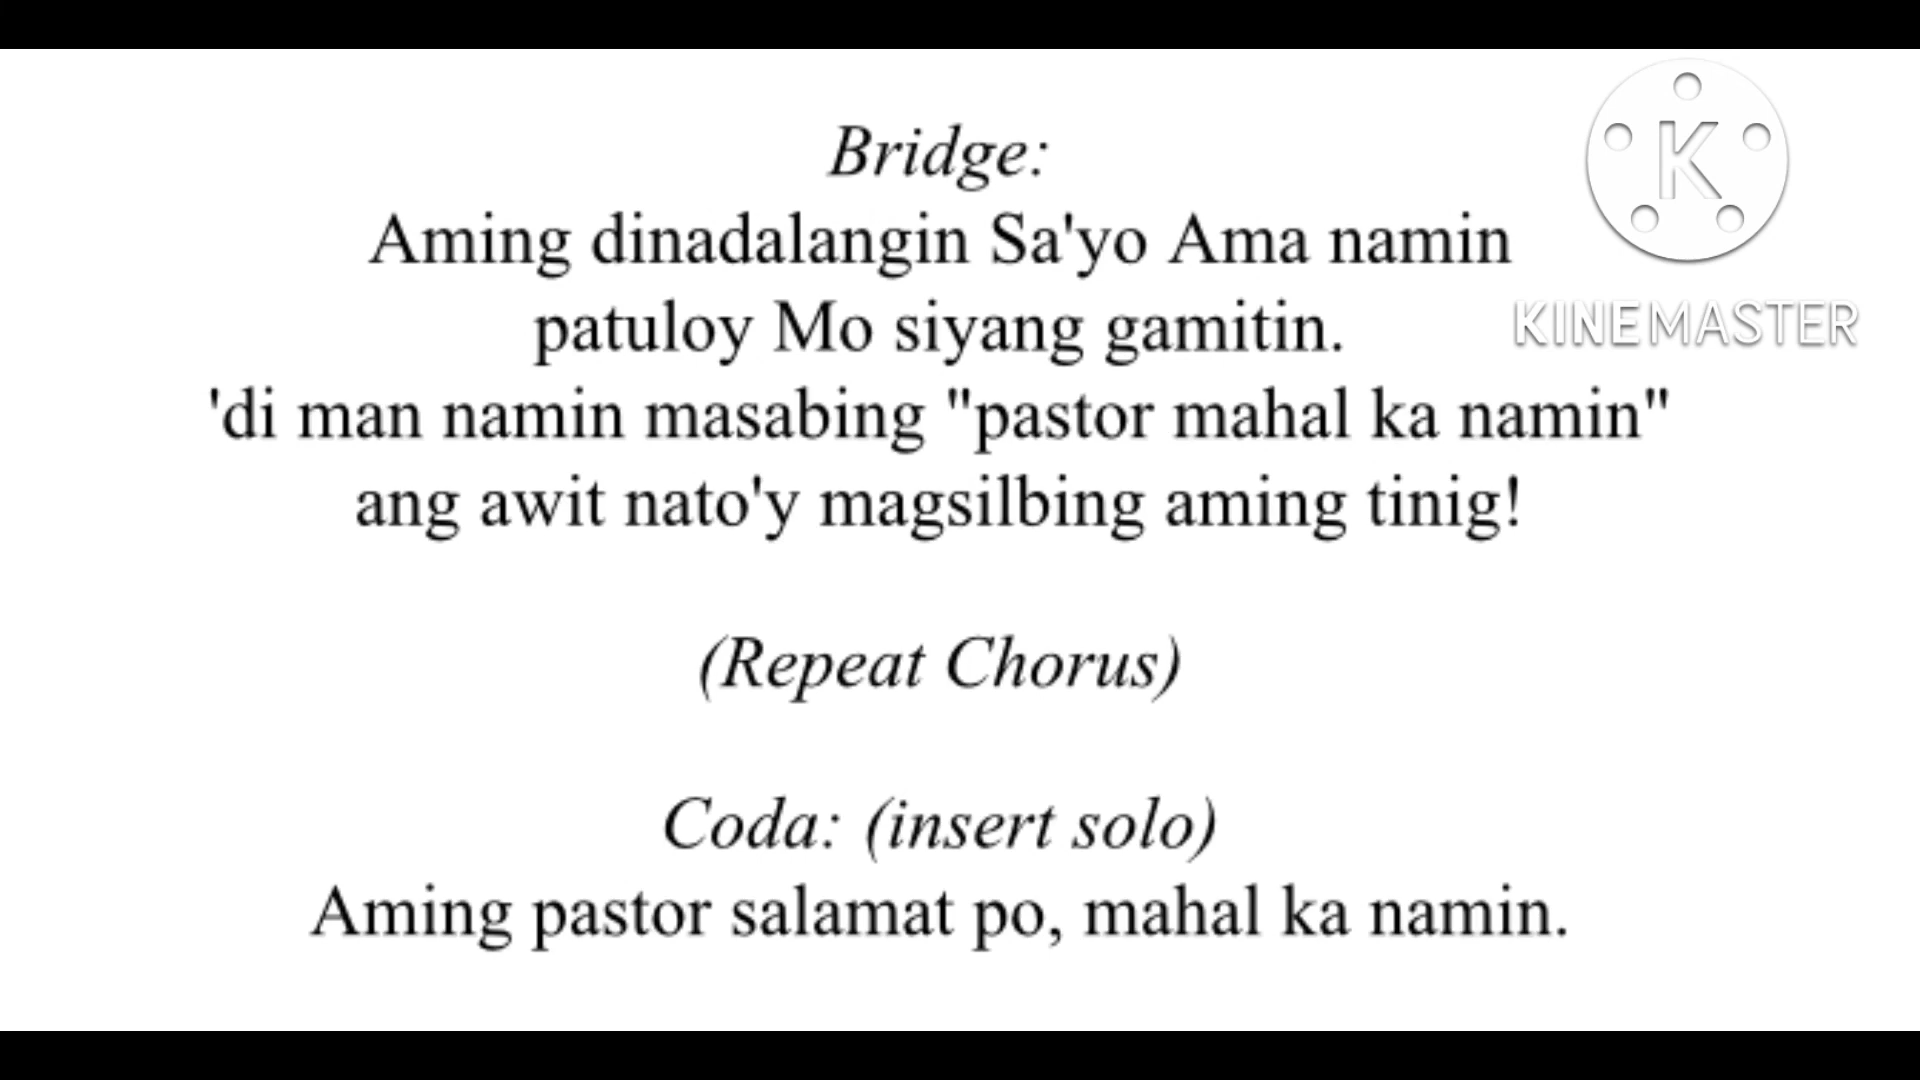 Bridge:
Aming dinadalangin Sa'yo Ama namin
patuloy Mo siyang gamitin.
'di man namin masabing "pastor mahal ka namin"
ang awit nato'y magsilbing aming tinig!
(Repeat Chorus)
Coda: (insert solo)
Aming pastor salamat po, mahal ka namin.
K
KINEMASTER